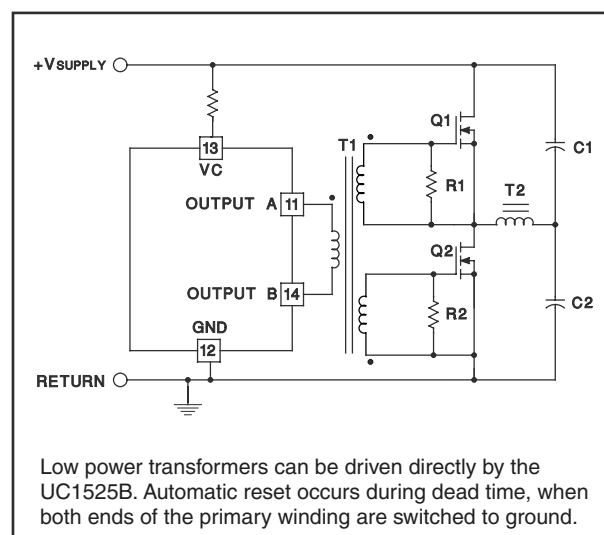 +VSUPPLY
Q1
13
T1
C1
VC
R1
T2
OUTPUT A 11
Q2
OUTPUT B 14
C2
R2
GND
12
RETURN
Low power transformers can be driven directly by the
UC1525B. Automatic reset occurs during dead time, when
both ends of the primary winding are switched to ground.